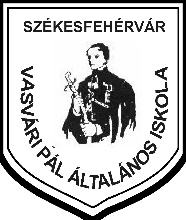 SZÉKESFEHÉRVÁR
VASVÁRI PÁL ÁLTALÁNOS ISKOLA